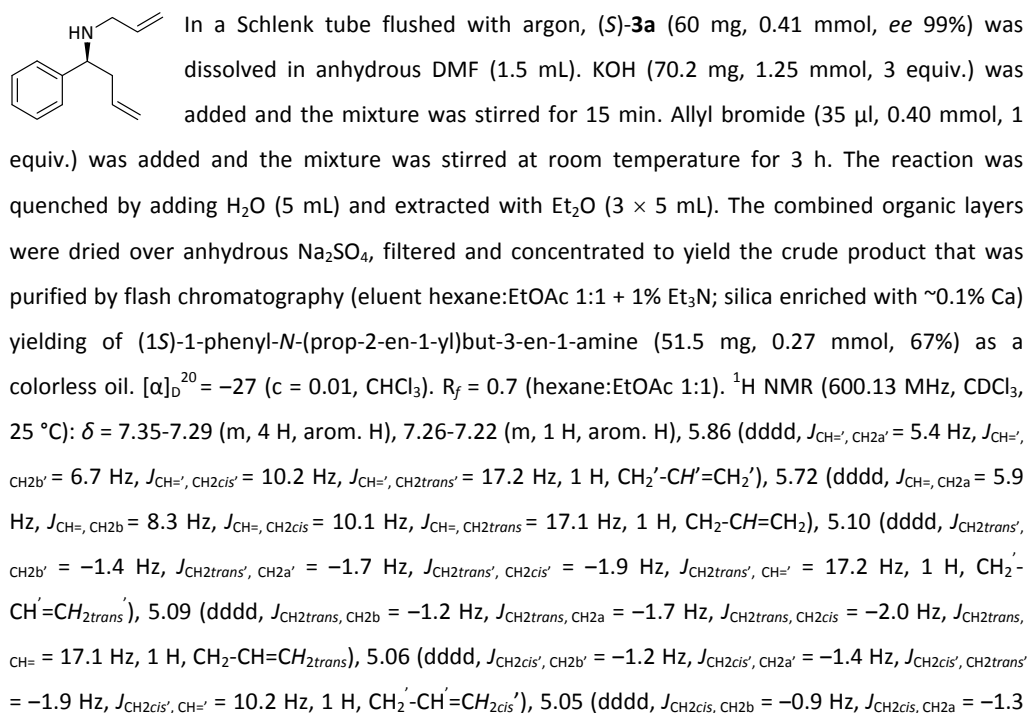 HN
In a Schlenk tube flushed with argon, (S)-3a (60 mg, 0.41 mmol, ee 99%) was
dissolved in anhydrous DMF (1.5 mL). KOH (70.2 mg, 1.25 mmol, 3 equiv.) was
added and the mixture was stirred for 15 min. Allyl bromide (35 μl, 0.40 mmol, 1
equiv.) was added and the mixture was stirred at room temperature for 3 h. The reaction was
quenched by adding H₂O (5 mL) and extracted with Et₂O (3 × 5 mL). The combined organic layers
were dried over anhydrous Na₂SO₄, filtered and concentrated to yield the crude product that was
purified by flash chromatography (eluent hexane:EtOAc 1:1 + 1% Et₃N; silica enriched with ~0.1% Ca)
yielding of (1S)-1-phenyl-N-(prop-2-en-1-yl)but-3-en-1-amine (51.5 mg, 0.27 mmol, 67%) as a
colorless oil. [α]D²⁰ = −27 (c = 0.01, CHCl₃). Rf = 0.7 (hexane:EtOAc 1:1). ¹H NMR (600.13 MHz, CDCl₃,
25 °C): δ = 7.35-7.29 (m, 4 H, arom. H), 7.26-7.22 (m, 1 H, arom. H), 5.86 (dddd, JCH=', CH2a' = 5.4 Hz, JCH=',
CH2b' = 6.7 Hz, JCH=', CH2cis' = 10.2 Hz, JCH=', CH2trans' = 17.2 Hz, 1 H, CH₂'-CH'=CH₂'), 5.72 (dddd, JCH=, CH2a = 5.9
Hz, JCH=, CH2b = 8.3 Hz, JCH=, CH2cis = 10.1 Hz, JCH=, CH2trans = 17.1 Hz, 1 H, CH₂-CH=CH₂), 5.10 (dddd, JCH2trans',
CH2b' = −1.4 Hz, JCH2trans', CH2a' = −1.7 Hz, JCH2trans', CH2cis' = −1.9 Hz, JCH2trans', CH=' = 17.2 Hz, 1 H, CH₂'-
CH'=CH2trans'), 5.09 (dddd, JCH2trans, CH2b = −1.2 Hz, JCH2trans, CH2a = −1.7 Hz, JCH2trans, CH2cis = −2.0 Hz, JCH2trans,
CH= = 17.1 Hz, 1 H, CH₂-CH=CH2trans), 5.06 (dddd, JCH2cis', CH2b' = −1.2 Hz, JCH2cis', CH2a' = −1.4 Hz, JCH2cis', CH2trans'
= −1.9 Hz, JCH2cis', CH=' = 10.2 Hz, 1 H, CH₂'-CH'=CH2cis'), 5.05 (dddd, JCH2cis, CH2b = −0.9 Hz, JCH2cis, CH2a = −1.3